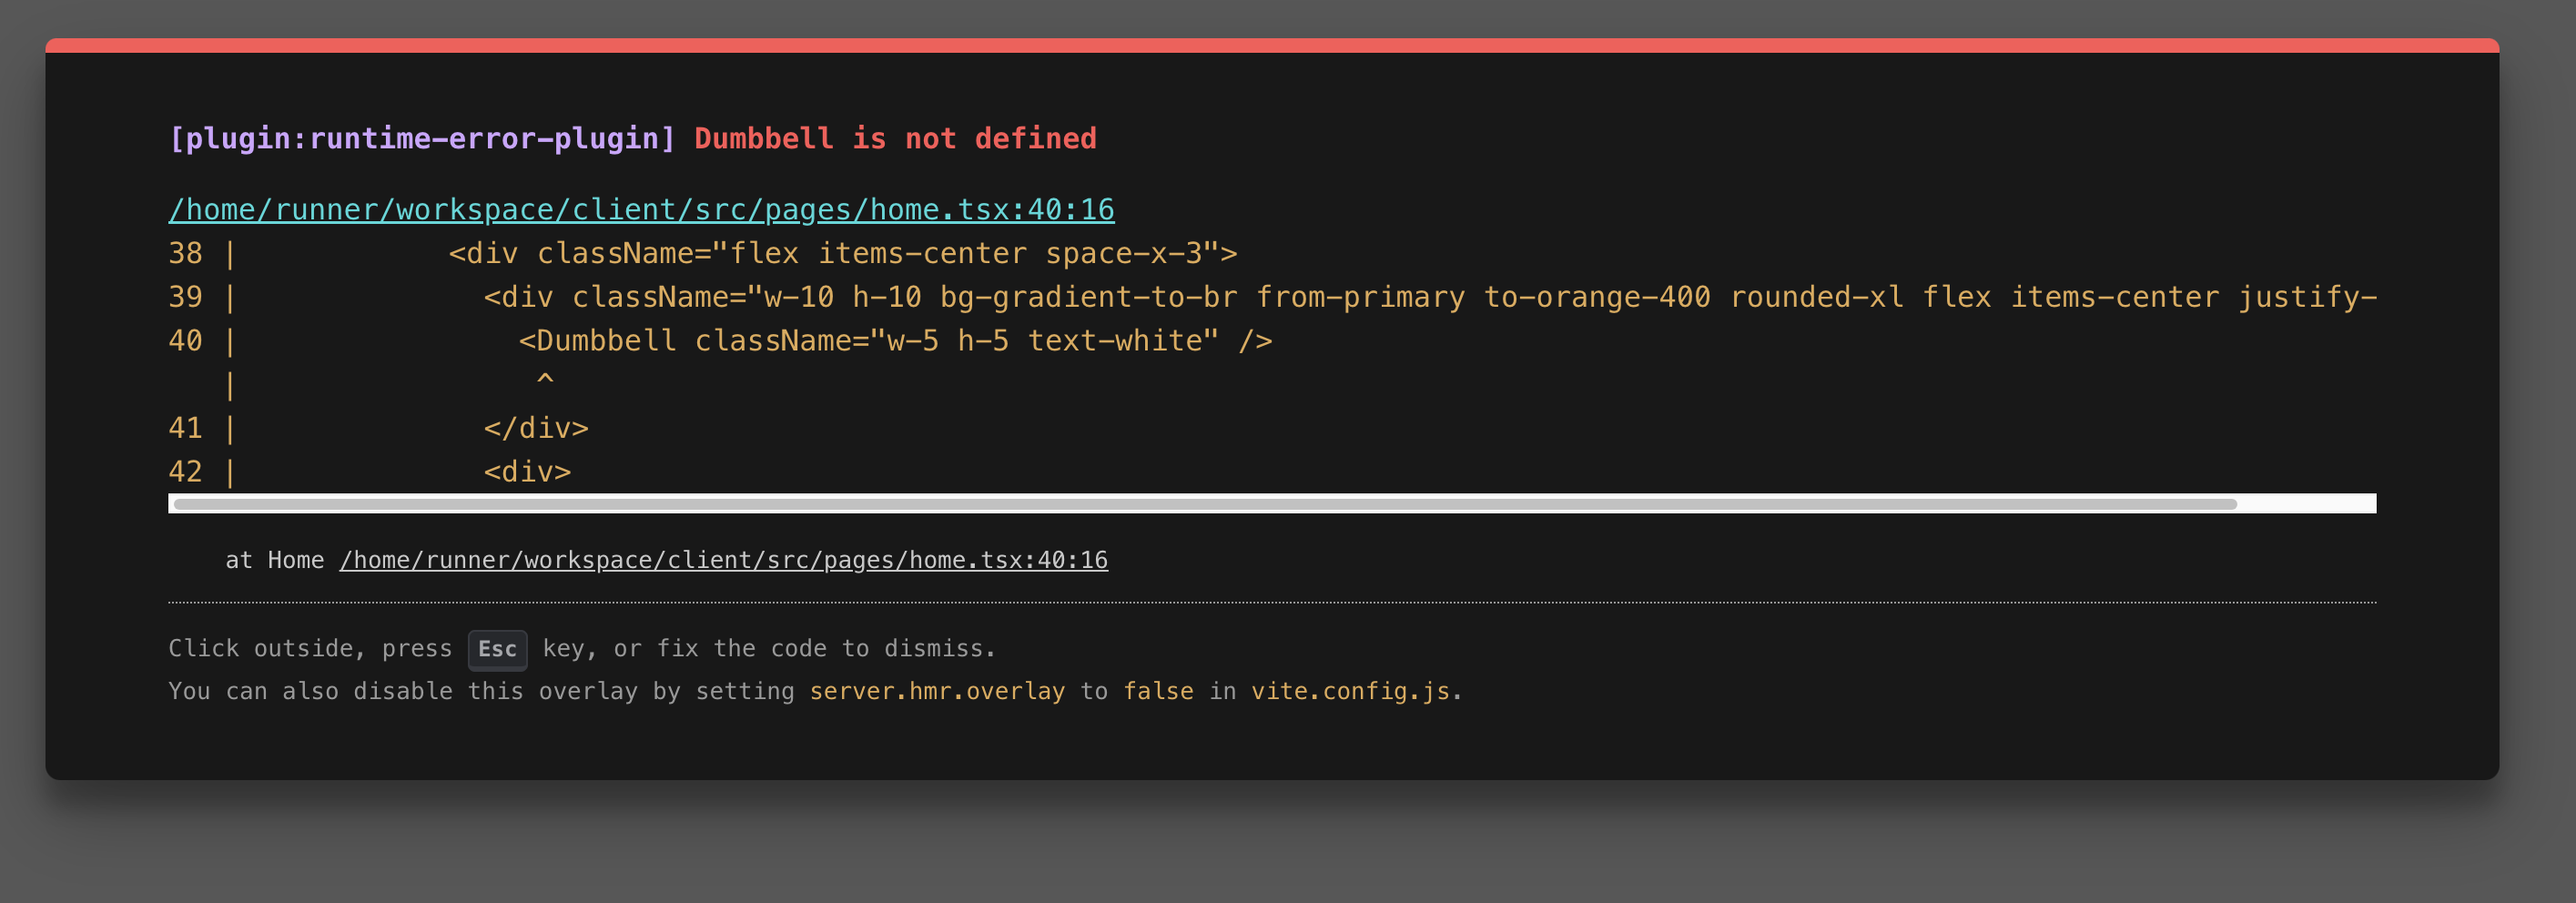 [plugin:runtime-error-plugin] Dumbbell is not defined
/home/runner/workspace/client/src/pages/home.tsx:40:16
38 |            <div className="flex items-center space-x-3">
39 |              <div className="w-10 h-10 bg-gradient-to-br from-primary to-orange-400 rounded-xl flex items-center justify-
40 |                <Dumbbell className="w-5 h-5 text-white" />
   |                 ^
41 |              </div>
42 |              <div>
at Home /home/runner/workspace/client/src/pages/home.tsx:40:16
Click outside, press Esc key, or fix the code to dismiss.
You can also disable this overlay by setting server.hmr.overlay to false in vite.config.js.